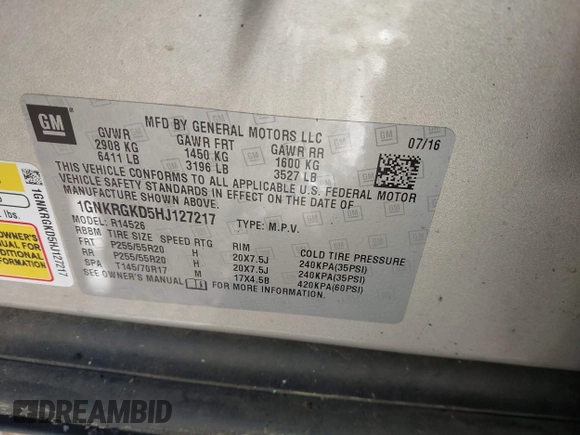 GM
MFD BY GENERAL MOTORS LLC
07/16
GVWR GAWR FRT GAWR RR
2908 KG 1450 KG 1600 KG
6411 LB 3196 LB 3527 LB
THIS VEHICLE CONFORMS TO ALL APPLICABLE U.S. FEDERAL MOTOR
VEHICLE SAFETY STANDARDS IN EFFECT ON THE DATE OF
MANUFACTURE SHOWN ABOVE.
1GNKRGKD5HJ127217 TYPE: M.P.V.
MODEL: R14526
RBBM TIRE SIZE SPEED RTG RIM COLD TIRE PRESSURE
FRT P255/55R20 H 20X7.5J 240KPA(35PSI)
RR P255/55R20 H 20X7.5J 240KPA(35PSI)
SPA T145/70R17 M 17X4.5B 420KPA(60PSI)
SEE OWNER'S MANUAL FOR MORE INFORMATION.
1GNKRGKD5HJ127217
lbs.
OWNER'S
MANUAL FOR
ADDITIONAL
INFORMATION
DREAMBID